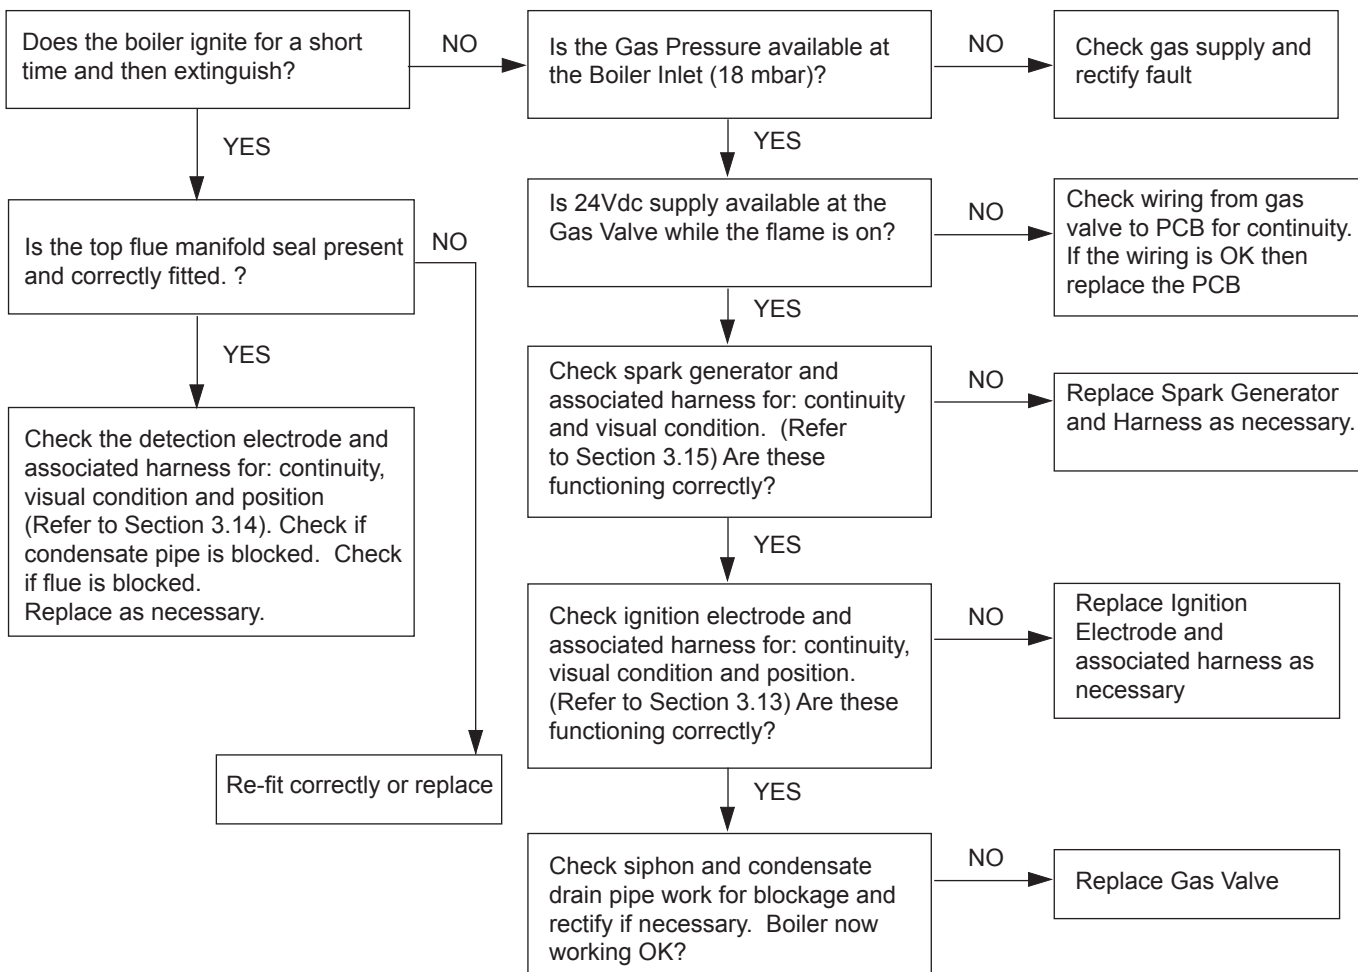 Does the boiler ignite for a short
time and then extinguish?
NO
Is the Gas Pressure available at
the Boiler Inlet (18 mbar)?
NO
Check gas supply and
rectify fault
YES
YES
Is the top flue manifold seal present
and correctly fitted. ?
NO
Is 24Vdc supply available at the
Gas Valve while the flame is on?
NO
Check wiring from gas
valve to PCB for continuity.
If the wiring is OK then
replace the PCB
YES
YES
Check the detection electrode and
associated harness for: continuity,
visual condition and position
(Refer to Section 3.14). Check if
condensate pipe is blocked.  Check
if flue is blocked.
Replace as necessary.
Check spark generator and
associated harness for: continuity
and visual condition.  (Refer
to Section 3.15) Are these
functioning correctly?
NO
Replace Spark Generator
and Harness as necessary.
YES
Check ignition electrode and
associated harness for: continuity,
visual condition and position.
(Refer to Section 3.13) Are these
functioning correctly?
NO
Replace Ignition
Electrode and
associated harness as
necessary
Re-fit correctly or replace
YES
Check siphon and condensate
drain pipe work for blockage and
rectify if necessary.  Boiler now
working OK?
NO
Replace Gas Valve